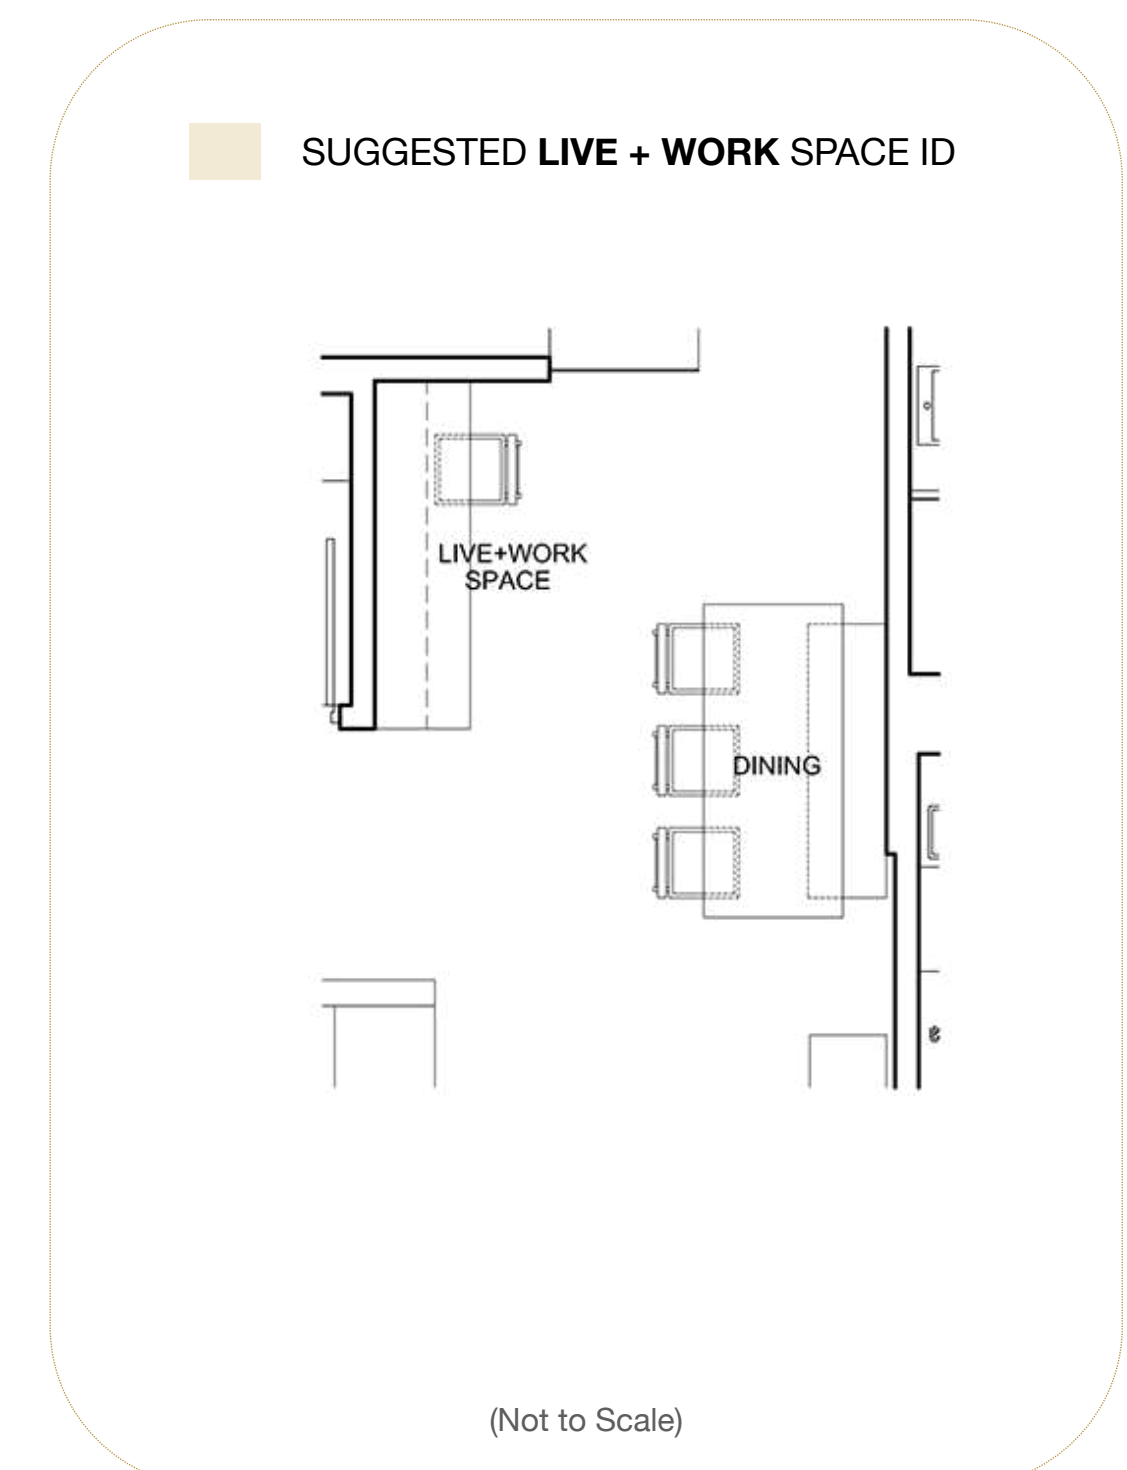 SUGGESTED LIVE + WORK SPACE ID
LIVE+WORK
SPACE
DINING
(Not to Scale)